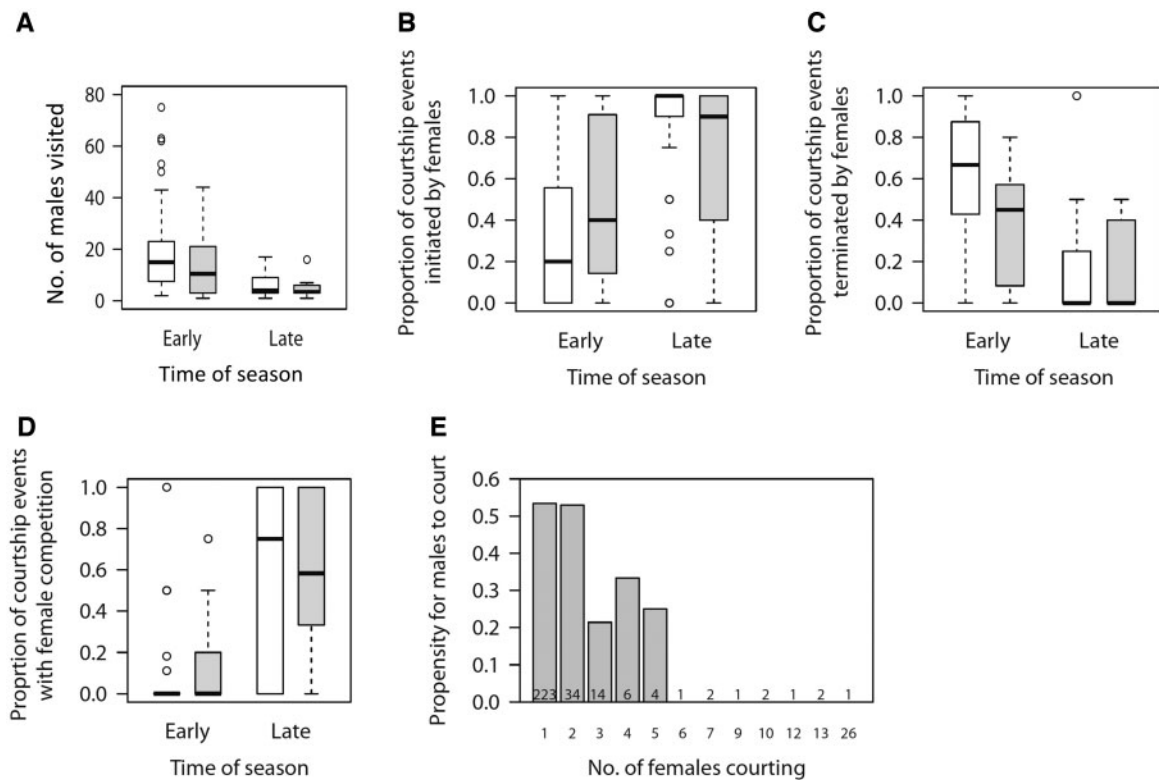 A
No. of males visited
80
60
40
20
0
Early Late
Time of season
B
Proportion of courtship events
initiated by females
1.0
0.8
0.6
0.4
0.2
0.0
Early Late
Time of season
C
Proportion of courtship events
terminated by females
1.0
0.8
0.6
0.4
0.2
0.0
Early Late
Time of season
D
Proprtion of courtship events
with female competition
1.0
0.8
0.6
0.4
0.2
0.0
Early Late
Time of season
E
Propensity for males to court
0.6
0.5
0.4
0.3
0.2
0.1
0.0
223 34 14 6 4 1 2 1 2 1 2 1
1 2 3 4 5 6 7 9 10 12 13 26
No. of females courting